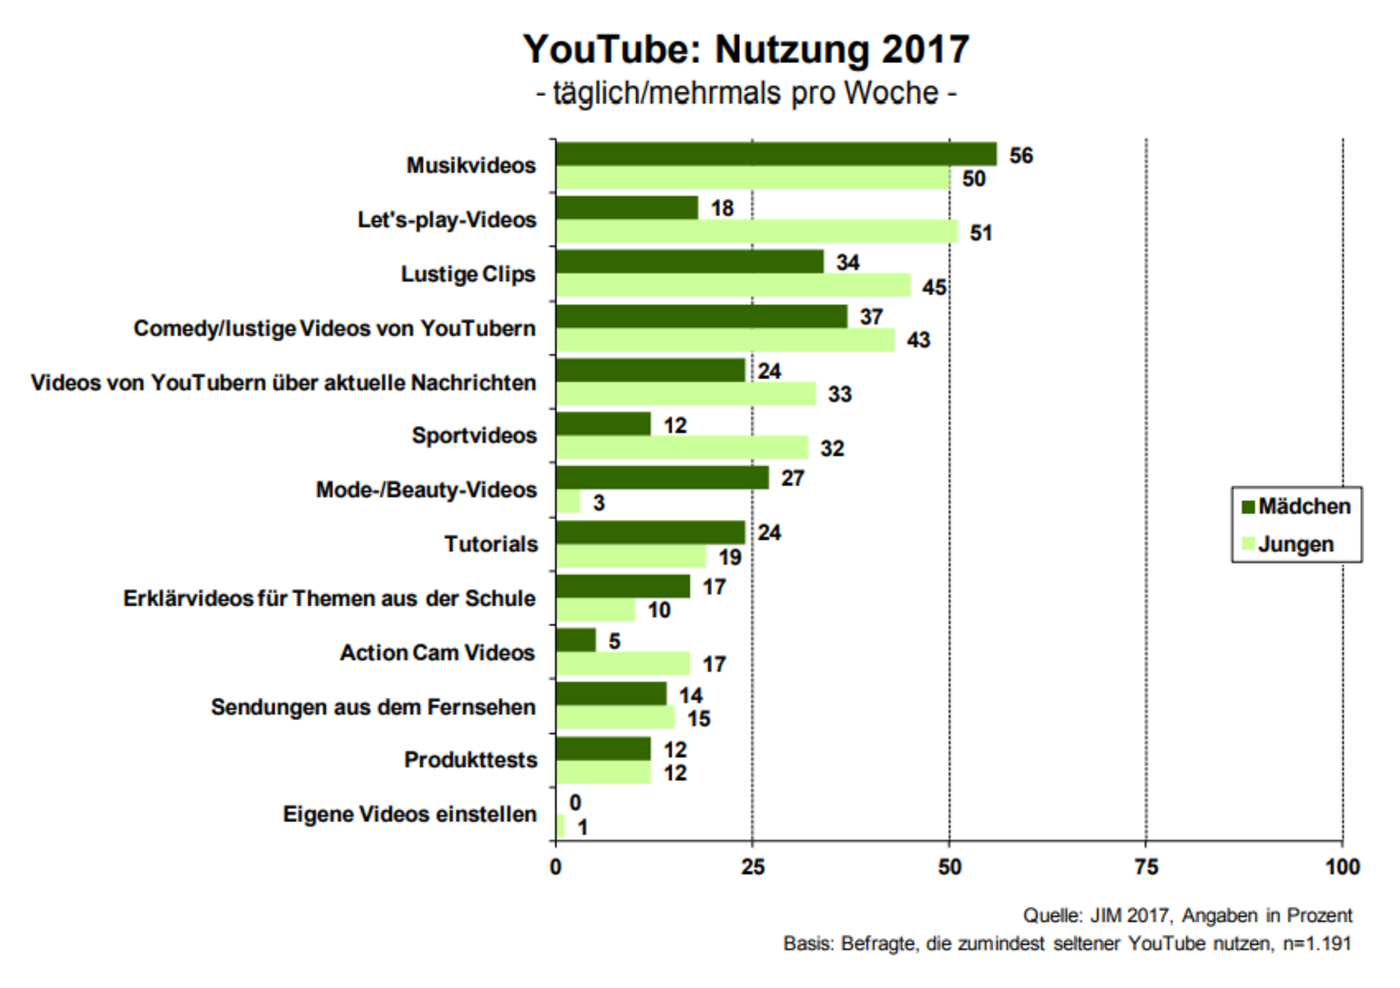 YouTube: Nutzung 2017
- täglich/mehrmals pro Woche -
Musikvideos
56
50
Let's-play-Videos
18
51
Lustige Clips
34
45
Comedy/lustige Videos von YouTubern
37
43
Videos von YouTubern über aktuelle Nachrichten
24
33
Sportvideos
12
32
Mode-/Beauty-Videos
27
3
Tutorials
24
19
Erklärvideos für Themen aus der Schule
17
10
Action Cam Videos
5
17
Sendungen aus dem Fernsehen
14
15
Produkttests
12
12
Eigene Videos einstellen
0
1
Mädchen
Jungen
0 25 50 75 100
Quelle: JIM 2017, Angaben in Prozent
Basis: Befragte, die zumindest seltener YouTube nutzen, n=1.191